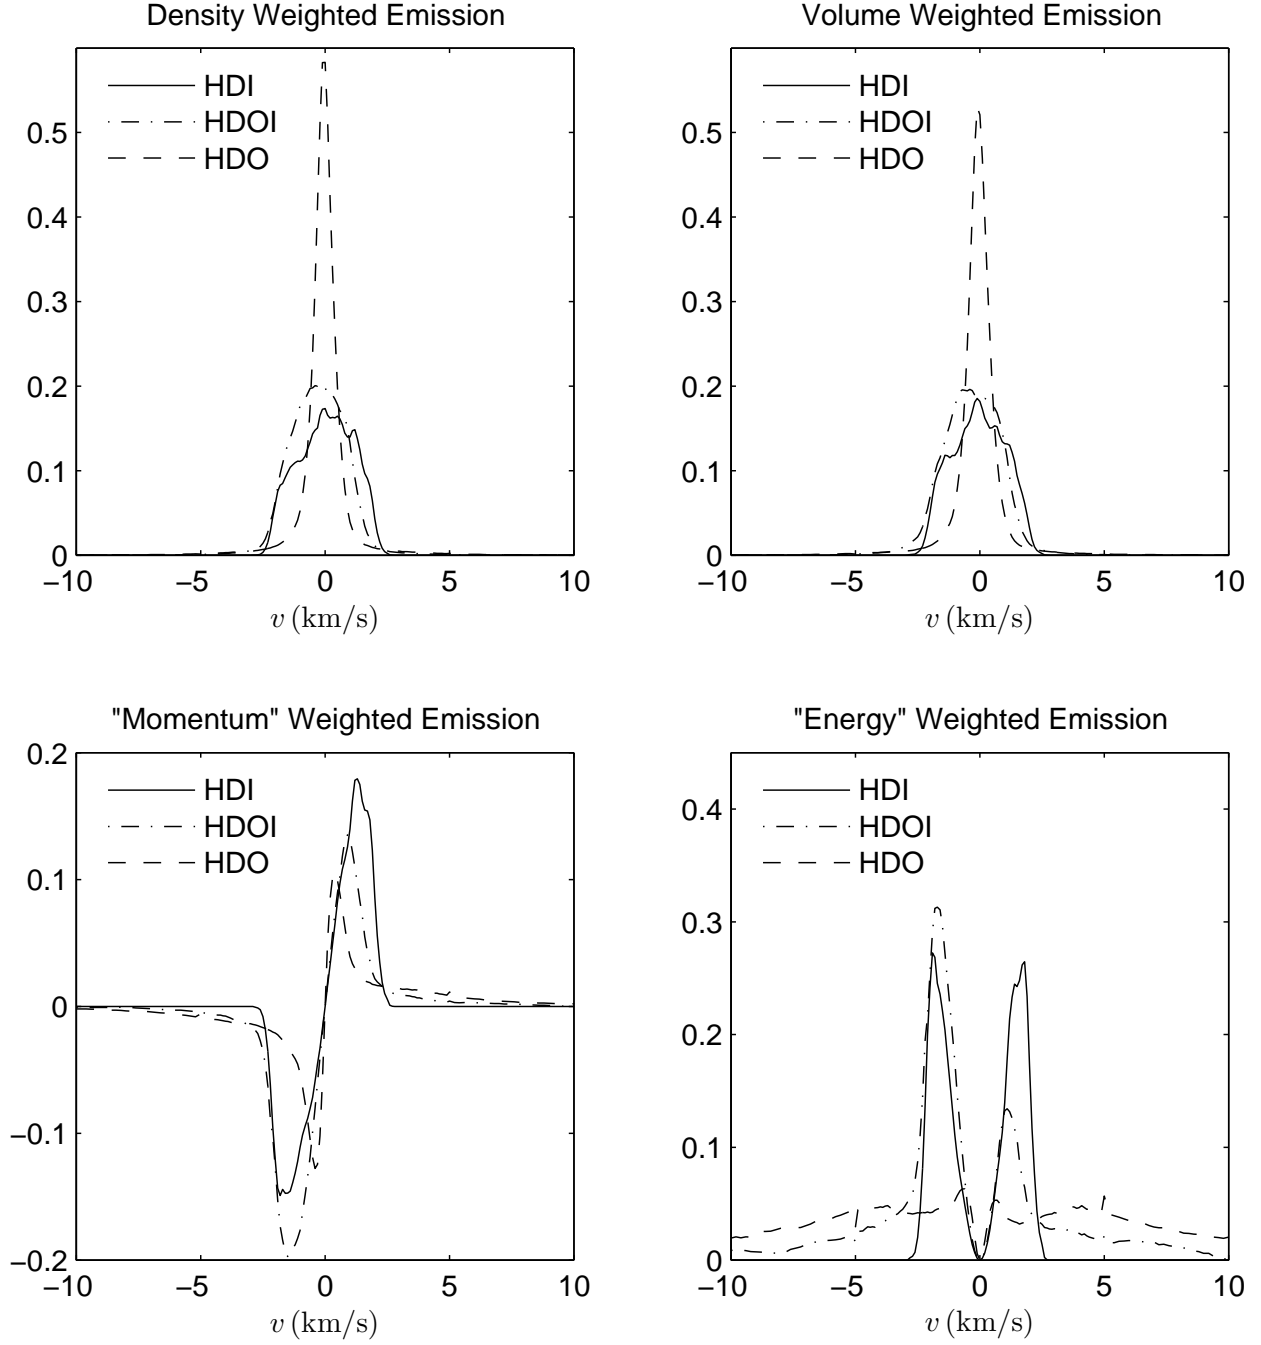 Density Weighted Emission
HDI
HDOI
HDO
0.5
0.4
0.3
0.2
0.1
0
−10 −5 0 5 10
v (km/s)
Volume Weighted Emission
HDI
HDOI
HDO
0.5
0.4
0.3
0.2
0.1
0
−10 −5 0 5 10
v (km/s)
"Momentum" Weighted Emission
0.2
HDI
HDOI
HDO
0.1
0
−0.1
−0.2
−10 −5 0 5 10
v (km/s)
"Energy" Weighted Emission
HDI
HDOI
HDO
0.4
0.3
0.2
0.1
0
−10 −5 0 5 10
v (km/s)